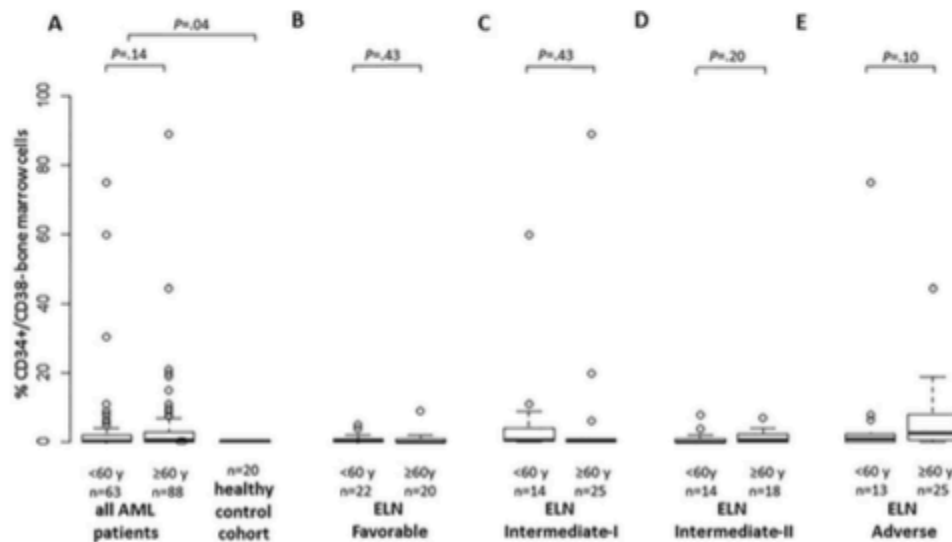 A B C D E
P=.04
P=.14 P=.43 P=.43 P=.20 P=.10
% CD34+/CD38- bone marrow cells
100
80
60
40
20
0
<60 y ≥60 y n=20 <60 y ≥60y <60 y ≥60 y <60y ≥60 y <60 y ≥60 y
n=63 n=88 healthy n=22 n=20 n=14 n=25 n=14 n=18 n=13 n=25
all AML control ELN ELN ELN ELN
patients cohort Favorable Intermediate-I Intermediate-II Adverse